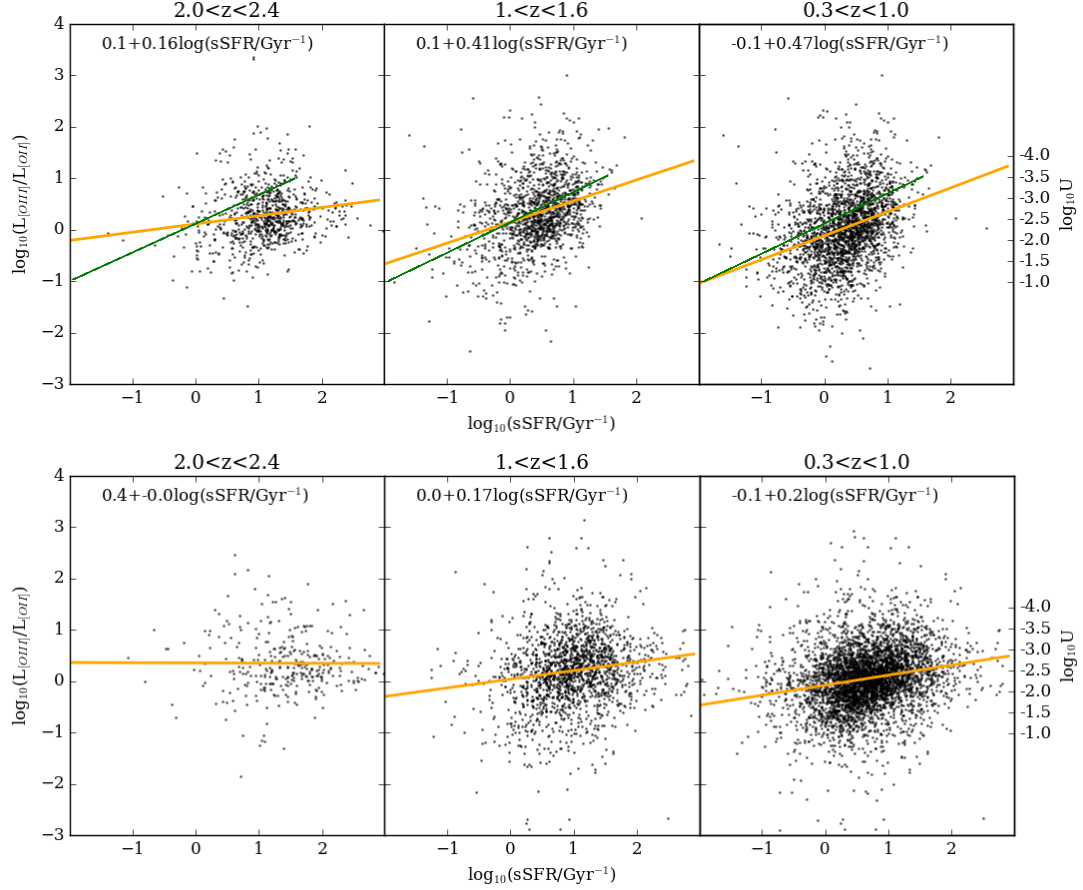 2.0<z<2.4 1.<z<1.6 0.3<z<1.0
0.1+0.16log(sSFR/Gyr⁻¹) 0.1+0.41log(sSFR/Gyr⁻¹) -0.1+0.47log(sSFR/Gyr⁻¹)
4
3
2
1
0
−1
−2
−3
log₁₀(L[OIII]/L[OII])
-4.0
-3.5
-3.0
-2.5
-2.0
-1.5
-1.0
log₁₀U
−1 0 1 2 −1 0 1 2 −1 0 1 2
log₁₀(sSFR/Gyr⁻¹)
2.0<z<2.4 1.<z<1.6 0.3<z<1.0
0.4+-0.0log(sSFR/Gyr⁻¹) 0.0+0.17log(sSFR/Gyr⁻¹) -0.1+0.2log(sSFR/Gyr⁻¹)
4
3
2
1
0
−1
−2
−3
log₁₀(L[OIII]/L[OII])
-4.0
-3.5
-3.0
-2.5
-2.0
-1.5
-1.0
log₁₀U
−1 0 1 2 −1 0 1 2 −1 0 1 2
log₁₀(sSFR/Gyr⁻¹)